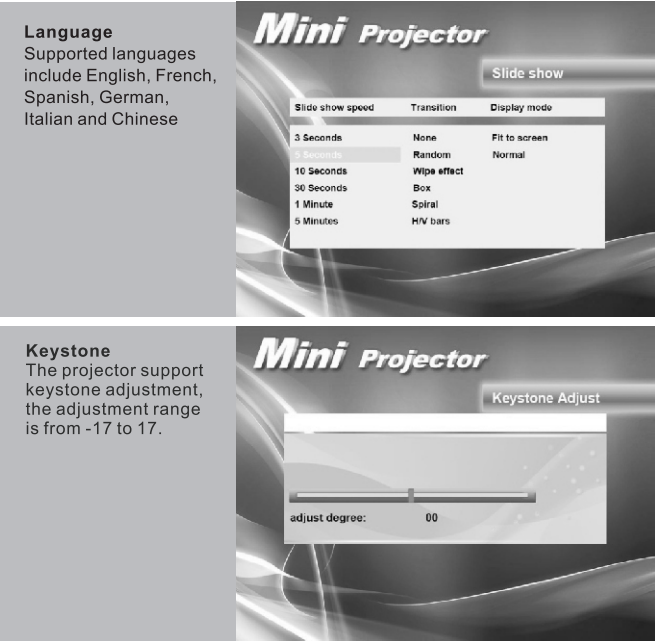 Language
Supported languages
include English, French,
Spanish, German,
Italian and Chinese
Mini Projector
Slide show
Slide show speed Transition Display mode
3 Seconds None Fit to screen
5 Seconds Random Normal
10 Seconds Wipe effect
30 Seconds Box
1 Minute Spiral
5 Minutes H/V bars
Keystone
The projector support
keystone adjustment,
the adjustment range
is from -17 to 17.
Mini Projector
Keystone Adjust
adjust degree: 00